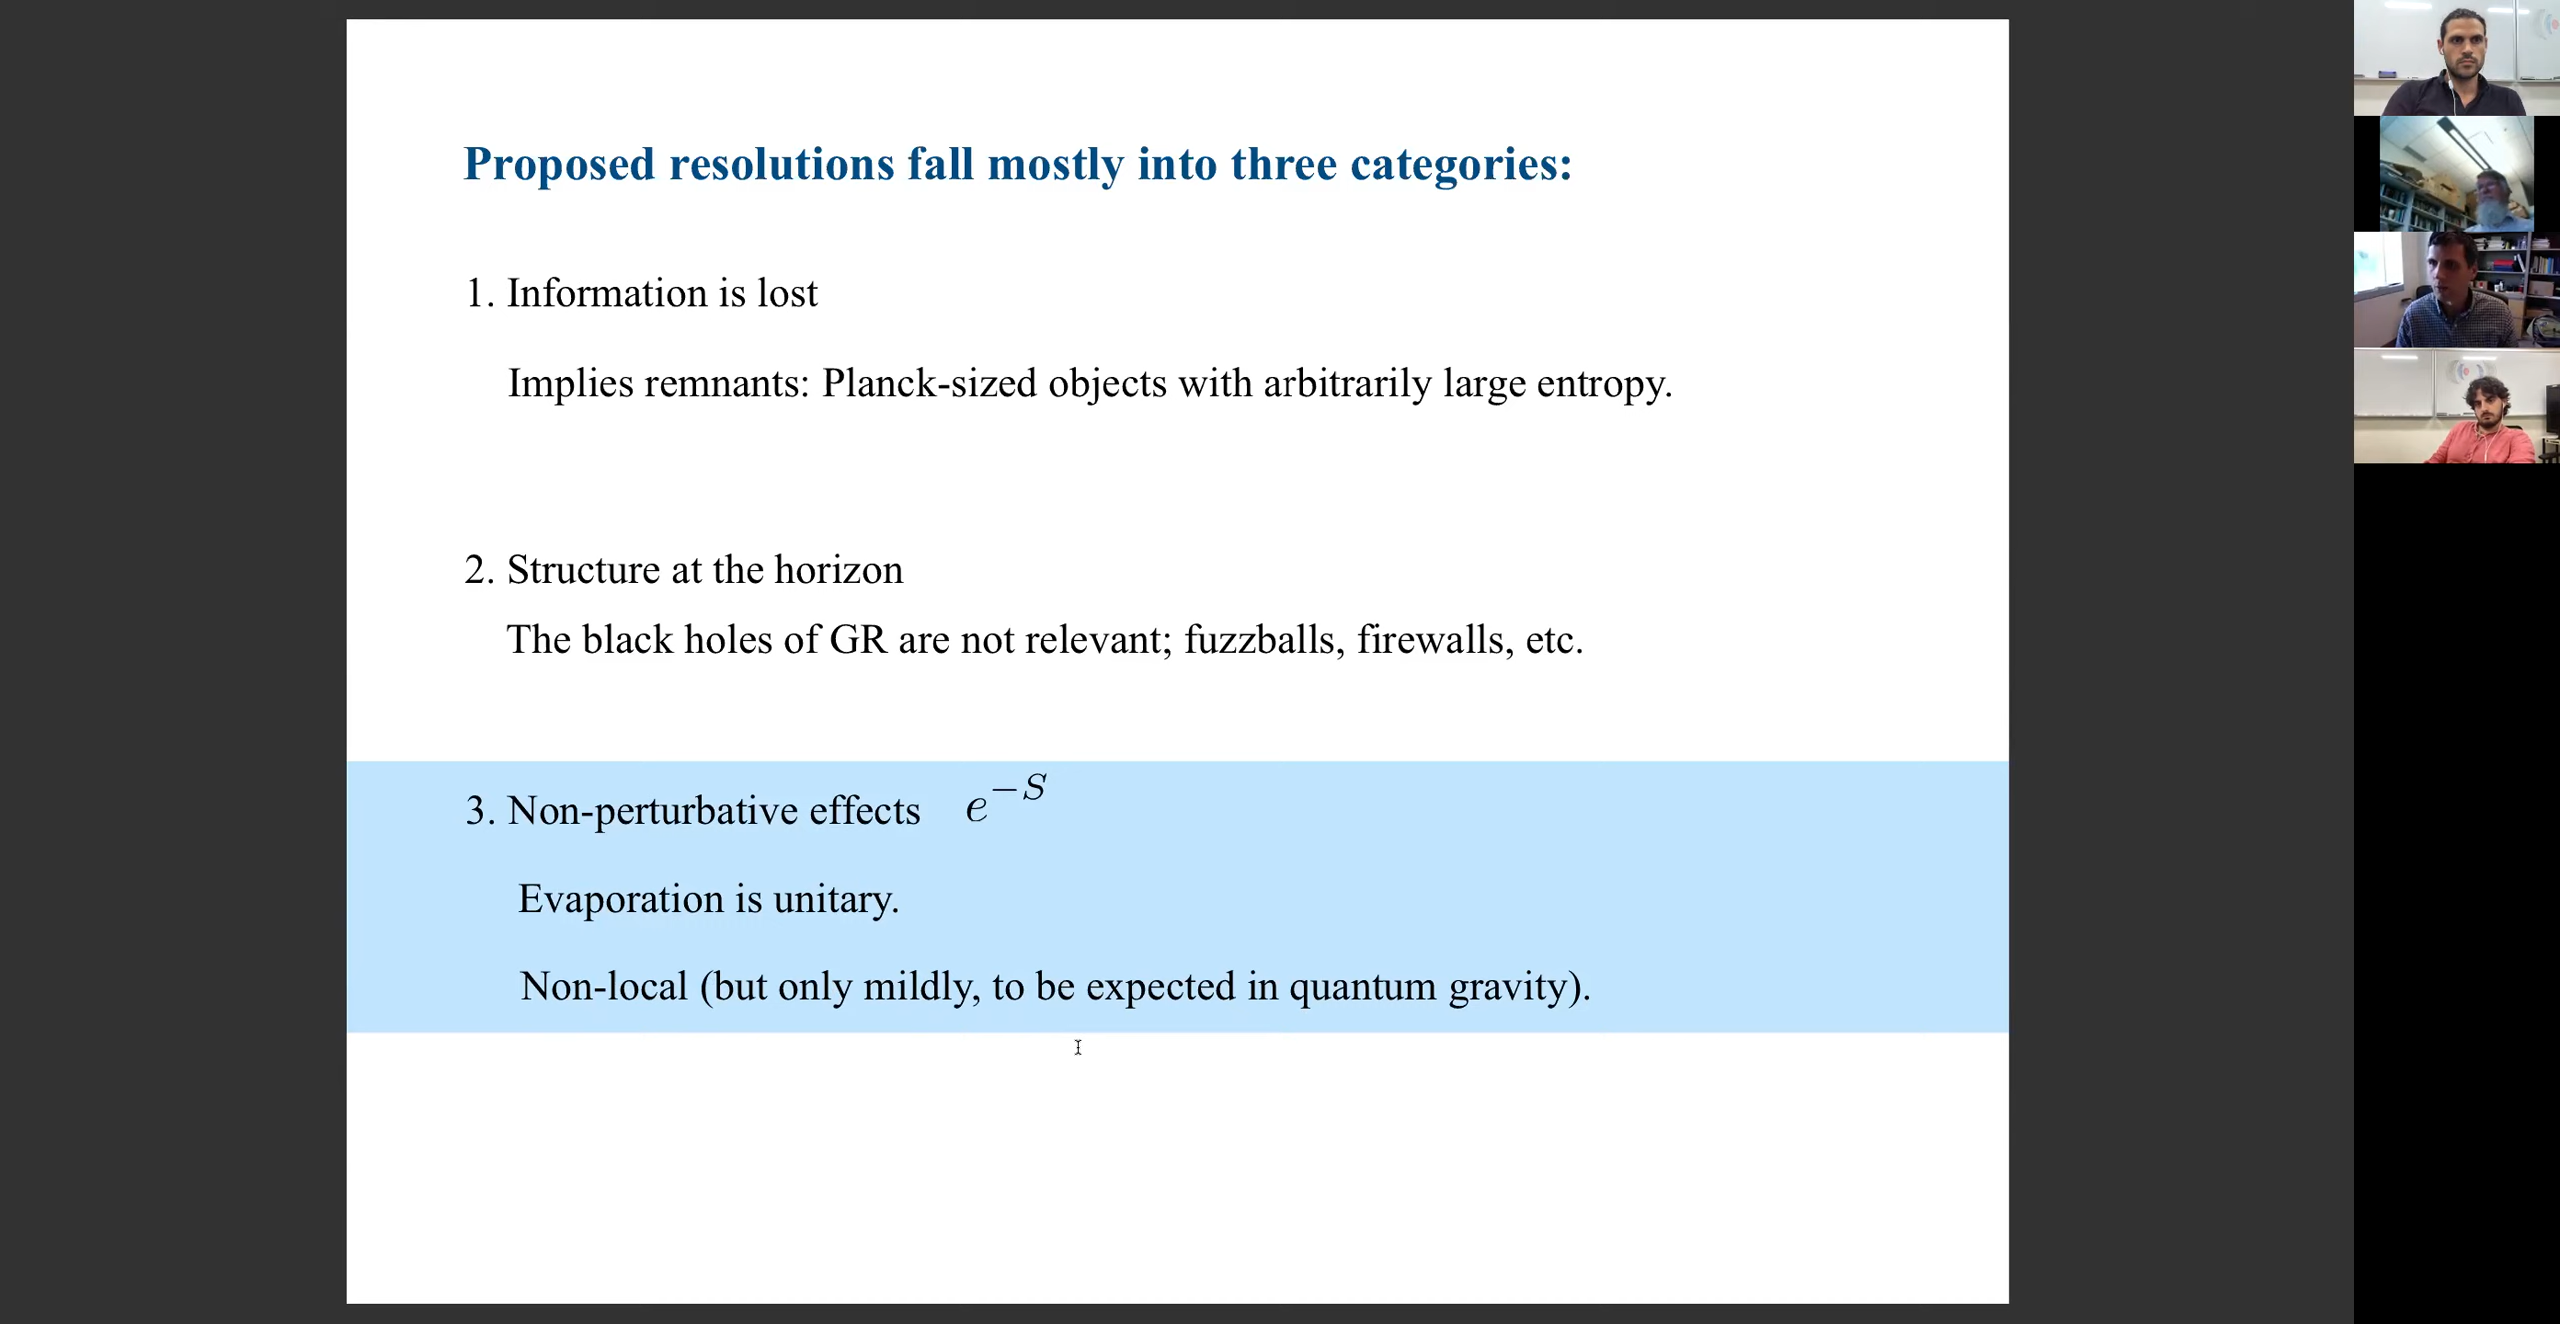 Proposed resolutions fall mostly into three categories:
1. Information is lost
Implies remnants: Planck-sized objects with arbitrarily large entropy.
2. Structure at the horizon
The black holes of GR are not relevant; fuzzballs, firewalls, etc.
3. Non-perturbative effects e^{-S}
Evaporation is unitary.
Non-local (but only mildly, to be expected in quantum gravity).